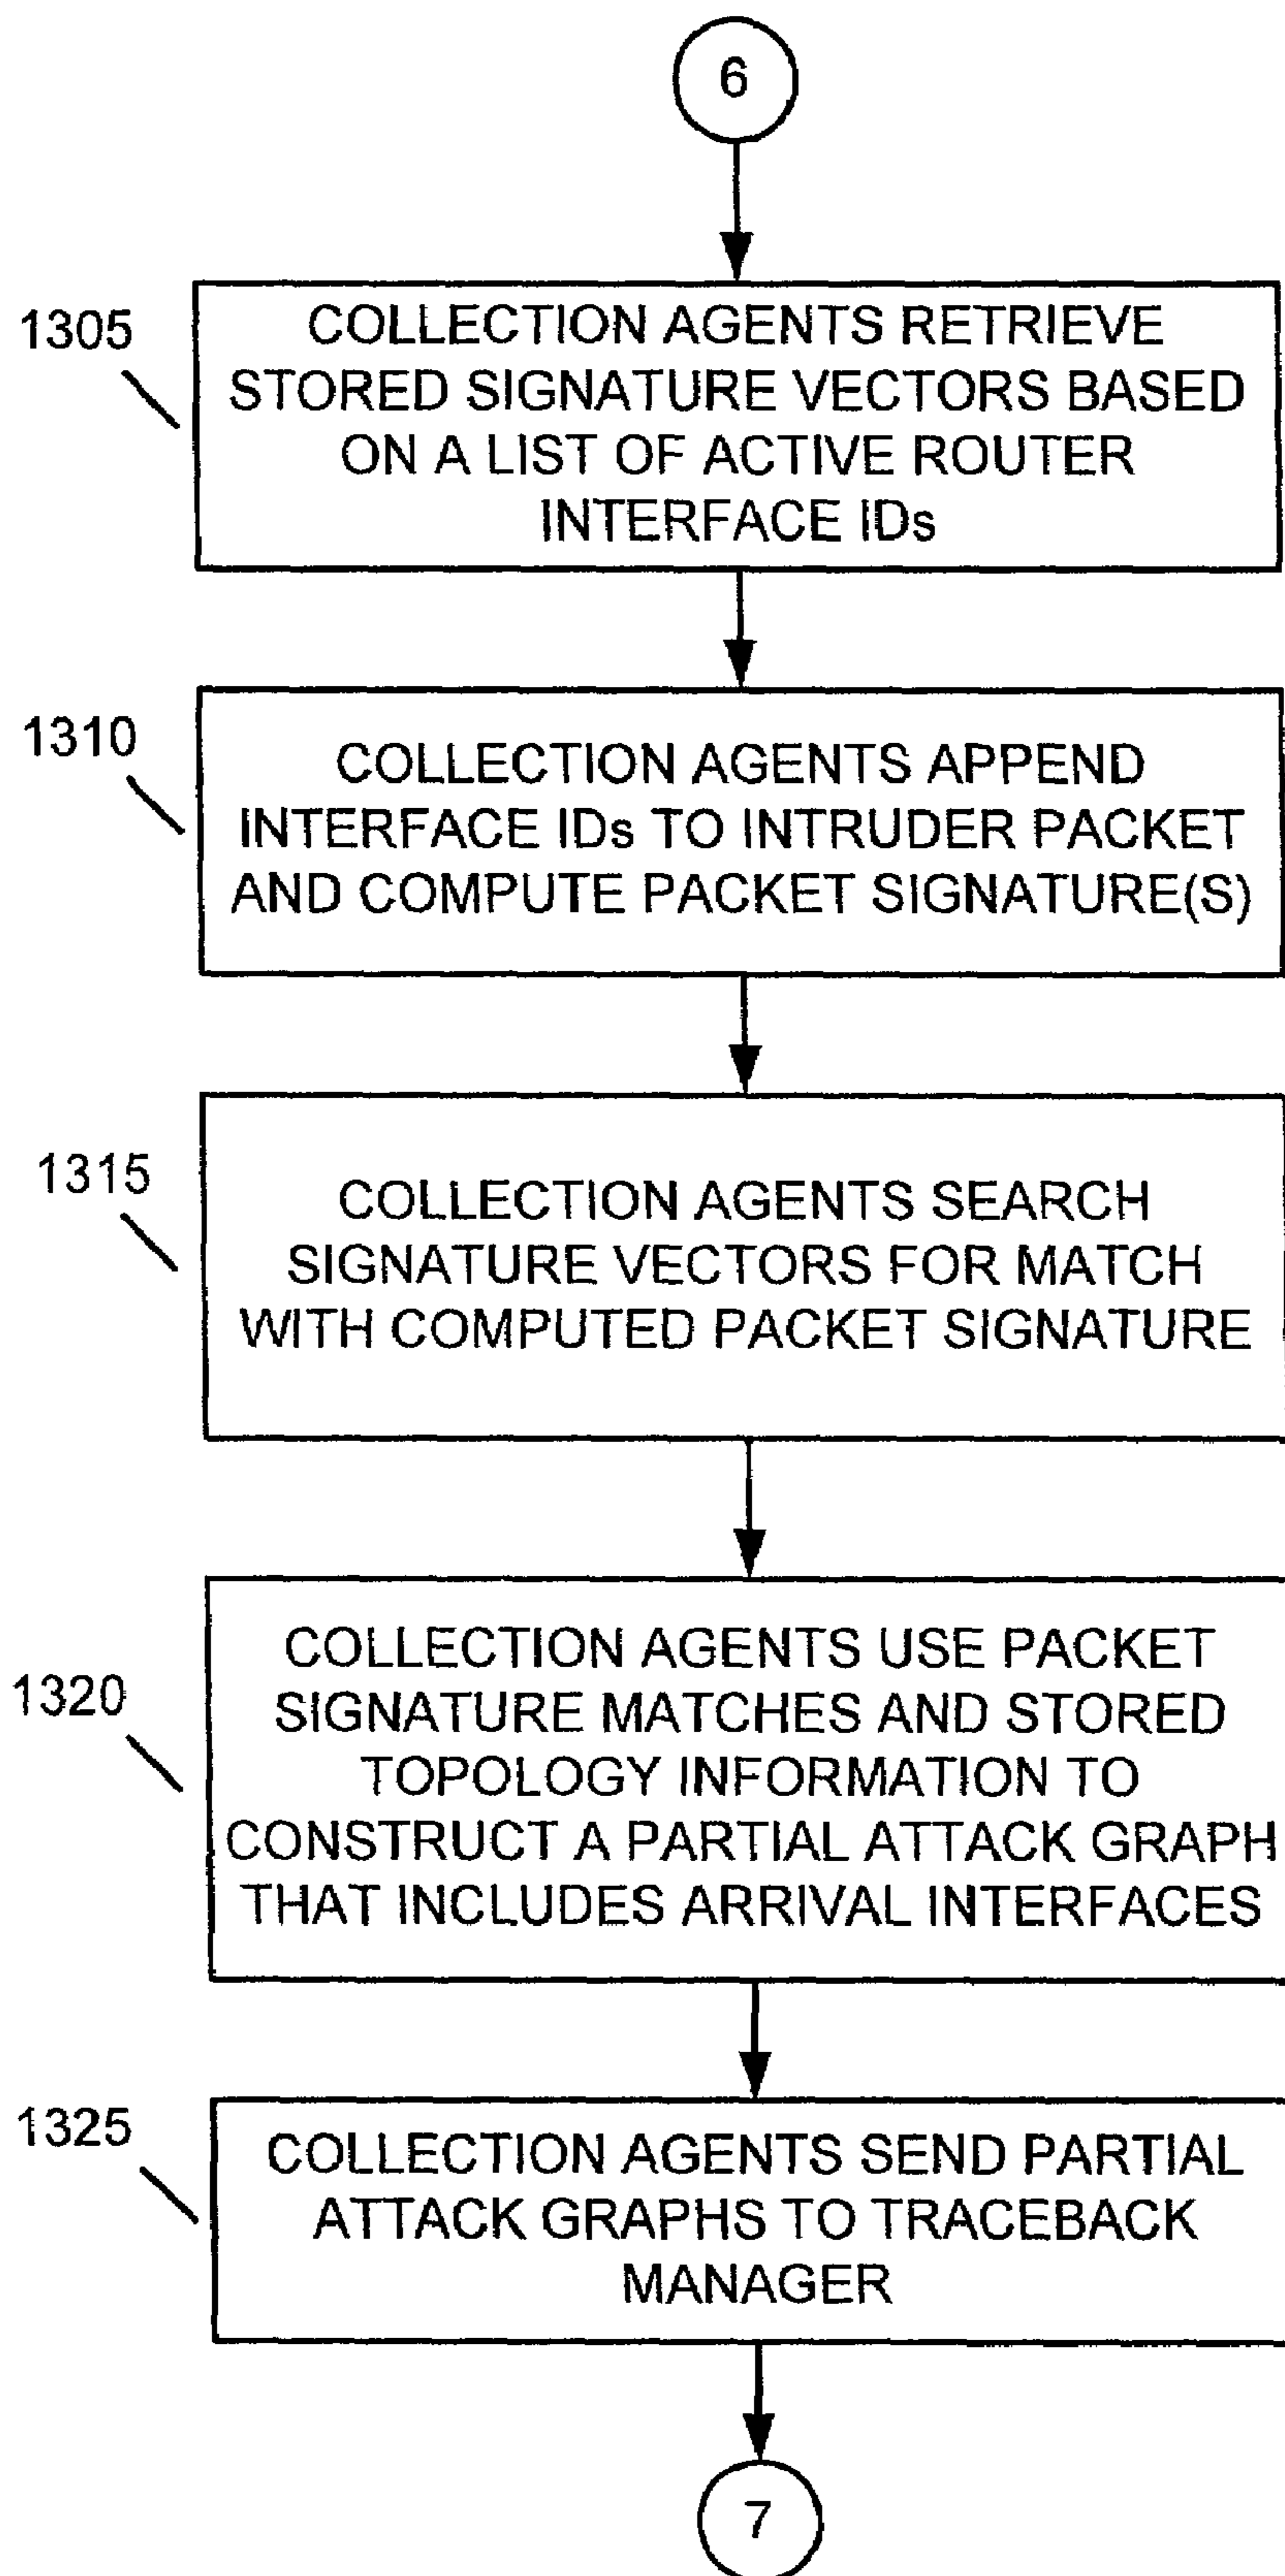 6
1305
COLLECTION AGENTS RETRIEVE
STORED SIGNATURE VECTORS BASED
ON A LIST OF ACTIVE ROUTER
INTERFACE IDs
1310
COLLECTION AGENTS APPEND
INTERFACE IDs TO INTRUDER PACKET
AND COMPUTE PACKET SIGNATURE(S)
1315
COLLECTION AGENTS SEARCH
SIGNATURE VECTORS FOR MATCH
WITH COMPUTED PACKET SIGNATURE
1320
COLLECTION AGENTS USE PACKET
SIGNATURE MATCHES AND STORED
TOPOLOGY INFORMATION TO
CONSTRUCT A PARTIAL ATTACK GRAPH
THAT INCLUDES ARRIVAL INTERFACES
1325
COLLECTION AGENTS SEND PARTIAL
ATTACK GRAPHS TO TRACEBACK
MANAGER
7